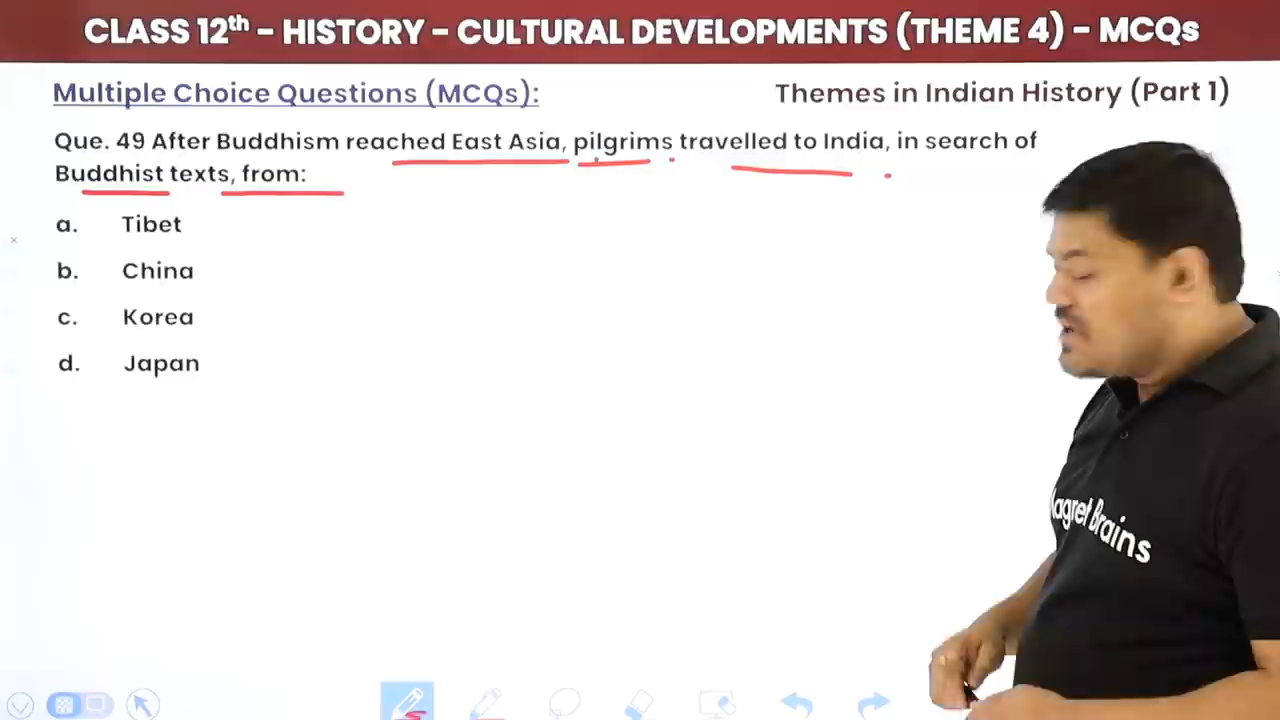 CLASS 12th – HISTORY – CULTURAL DEVELOPMENTS (THEME 4) – MCQs
Multiple Choice Questions (MCQs):
Themes in Indian History (Part 1)
Que. 49 After Buddhism reached East Asia, pilgrims travelled to India, in search of
Buddhist texts, from:
a. Tibet
b. China
c. Korea
d. Japan
Brains